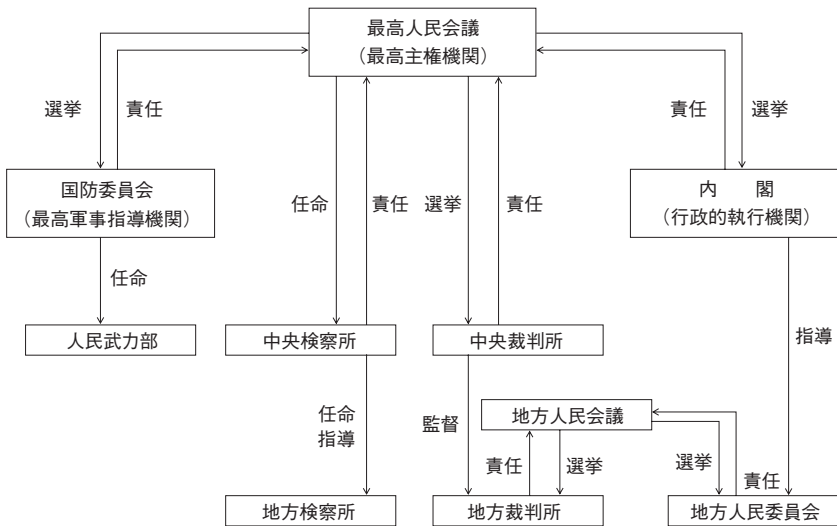 最高人民会議
(最高主権機関)
選挙
責任
責任
選挙
国防委員会
(最高軍事指導機関)
任命
責任
選挙
責任
内　　閣
(行政的執行機関)
任命
人民武力部
中央検察所
中央裁判所
指導
任命
指導
監督
地方人民会議
責任
選挙
選挙
責任
地方検察所
地方裁判所
地方人民委員会